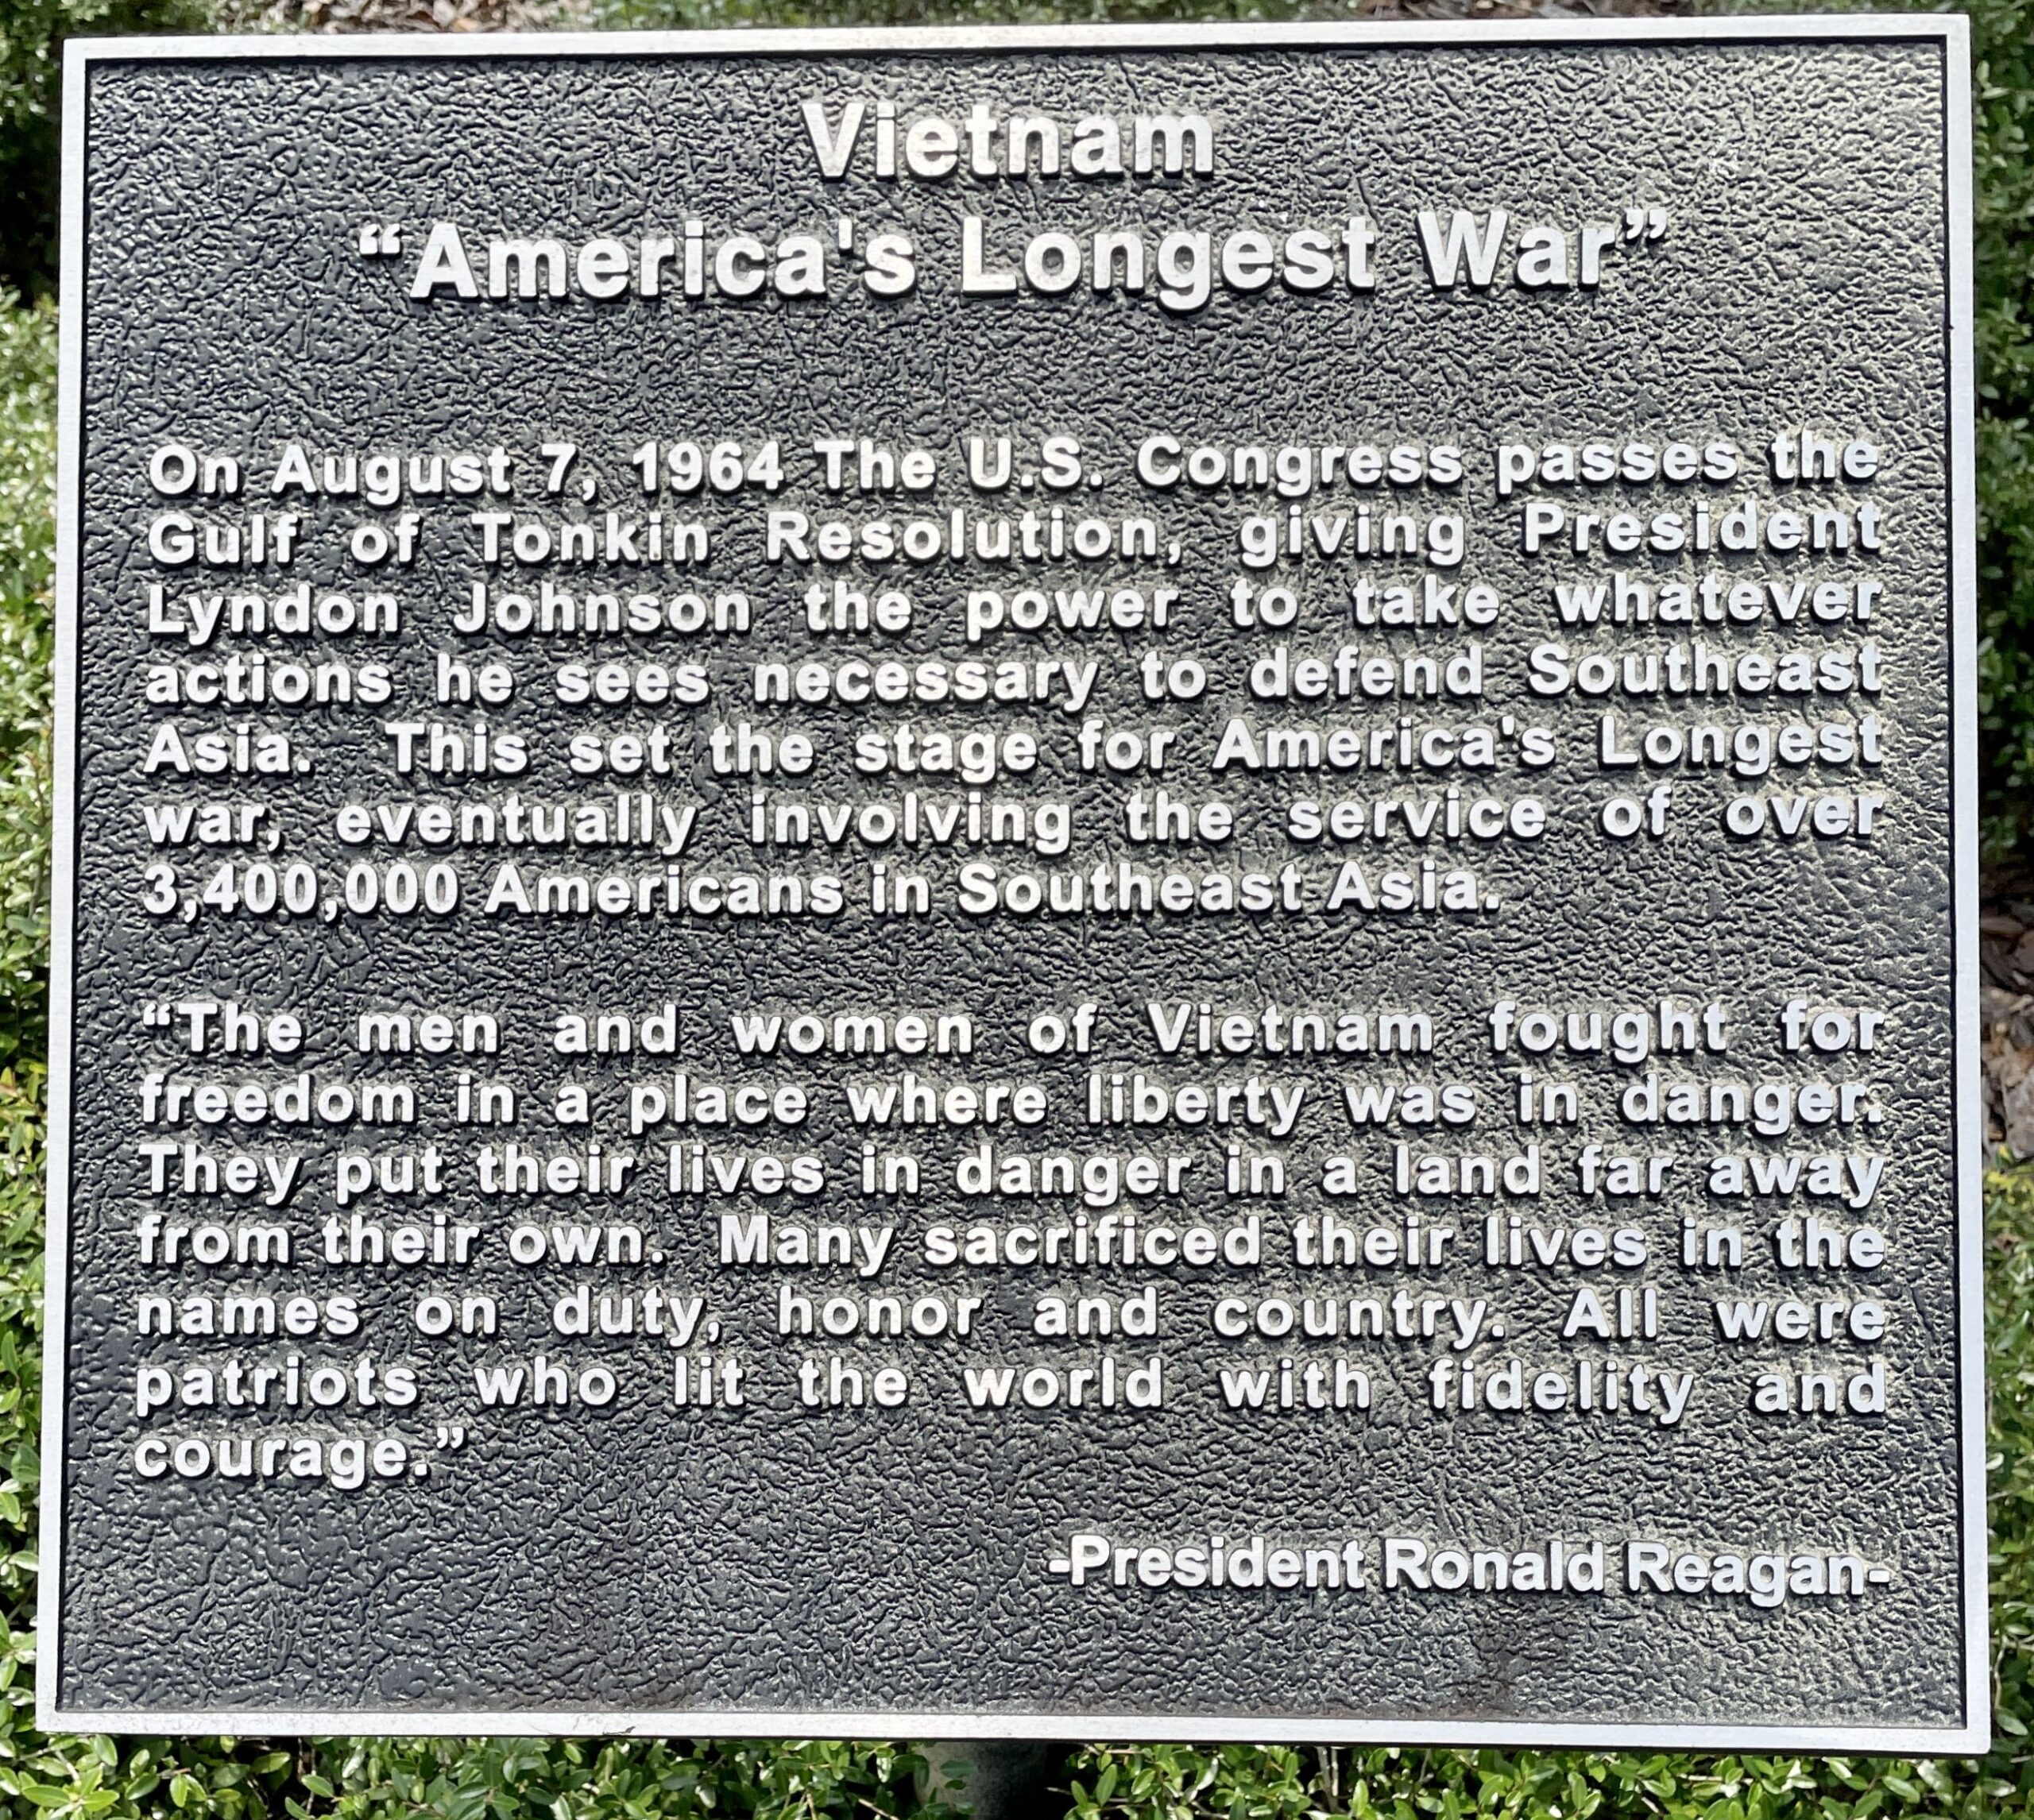 Vietnam
“America's Longest War”
On August 7, 1964 The U.S. Congress passes the
Gulf of Tonkin Resolution, giving President
Lyndon Johnson the power to take whatever
actions he sees necessary to defend Southeast
Asia. This set the stage for America's Longest
war, eventually involving the service of over
3,400,000 Americans in Southeast Asia.
“The men and women of Vietnam fought for
freedom in a place where liberty was in danger.
They put their lives in danger in a land far away
from their own. Many sacrificed their lives in the
names on duty, honor and country. All were
patriots who lit the world with fidelity and
courage.”
-President Ronald Reagan-